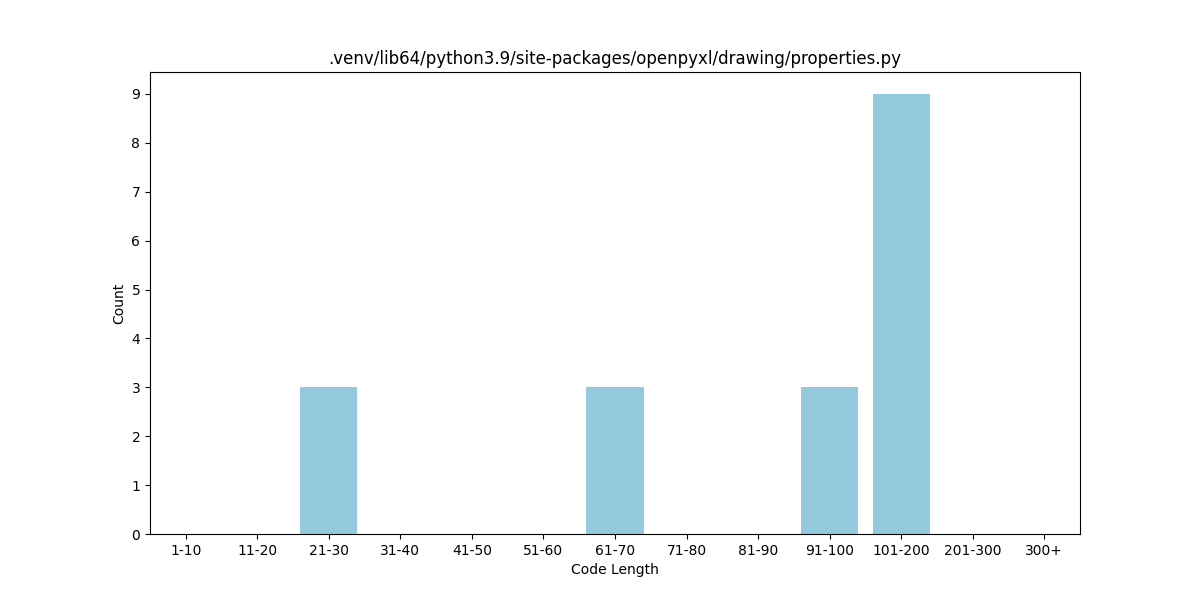 .venv/lib64/python3.9/site-packages/openpyxl/drawing/properties.py
9
8
7
6
5
4
3
2
1
0
Count
1-10 11-20 21-30 31-40 41-50 51-60 61-70 71-80 81-90 91-100 101-200 201-300 300+
Code Length